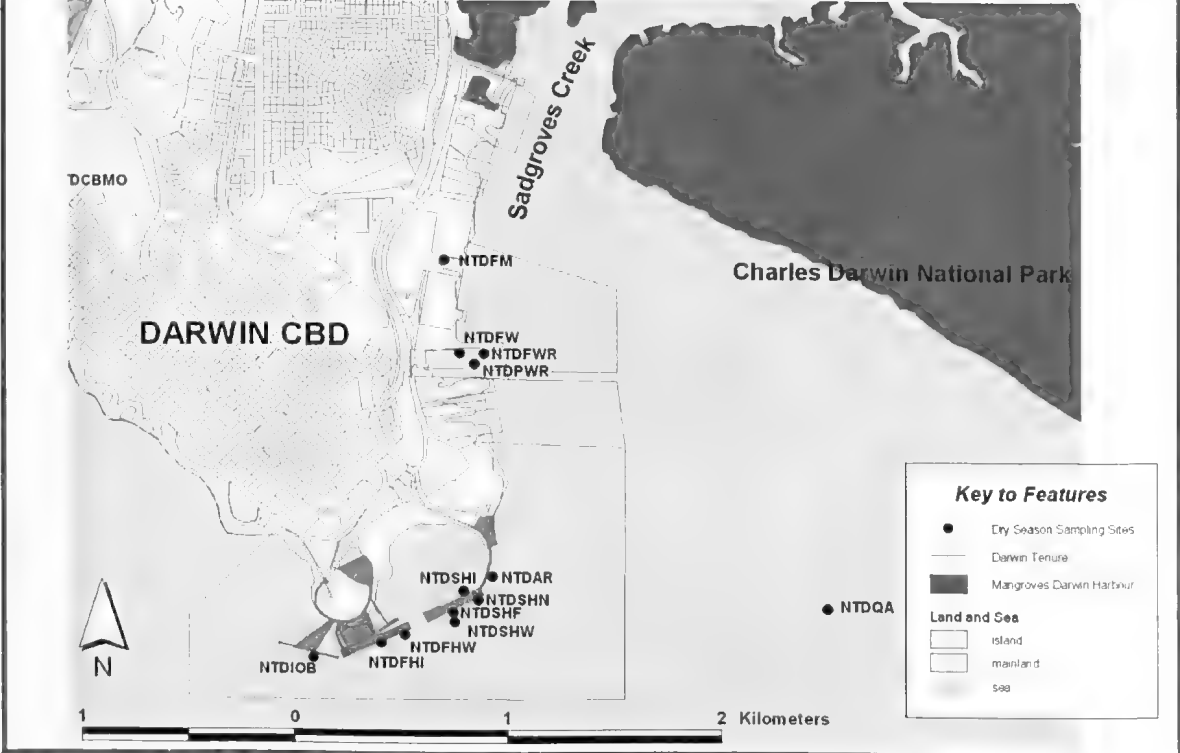 Sadgroves Creek
DCBMO
NTDFM
Charles Darwin National Park
DARWIN CBD
NTDFW
NTDFWR
NTDPWR
Key to Features
Dry Season Sampling Sites
Darwin Tenure
Mangroves Darwin Harbour
Land and Sea
island
mainland
sea
NTDSHI
NTDAR
NTDSHN
NTDSHF
NTDSHW
NTDQA
NTDFHW
NTDFHI
NTDIOB
N
1 0 1 2 Kilometers